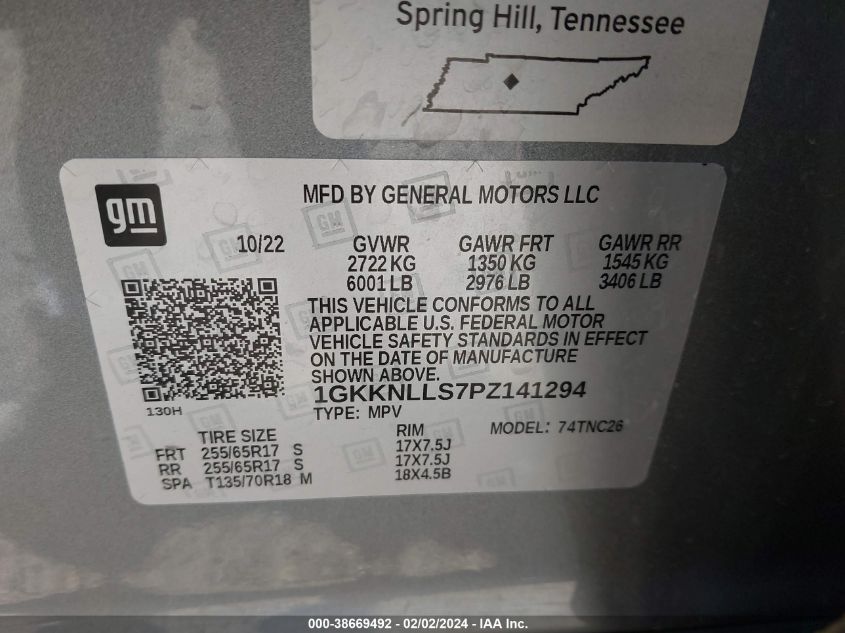 Spring Hill, Tennessee
gm
MFD BY GENERAL MOTORS LLC
10/22 GVWR GAWR FRT GAWR RR
2722 KG 1350 KG 1545 KG
6001 LB 2976 LB 3406 LB
THIS VEHICLE CONFORMS TO ALL
APPLICABLE U.S. FEDERAL MOTOR
VEHICLE SAFETY STANDARDS IN EFFECT
ON THE DATE OF MANUFACTURE
SHOWN ABOVE.
1GKKNLLS7PZ141294
130H TYPE: MPV
TIRE SIZE RIM MODEL: 74TNC26
FRT 255/65R17 S 17X7.5J
RR 255/65R17 S 17X7.5J
SPA T135/70R18 M 18X4.5B
000-38669492 - 02/02/2024 - IAA Inc.